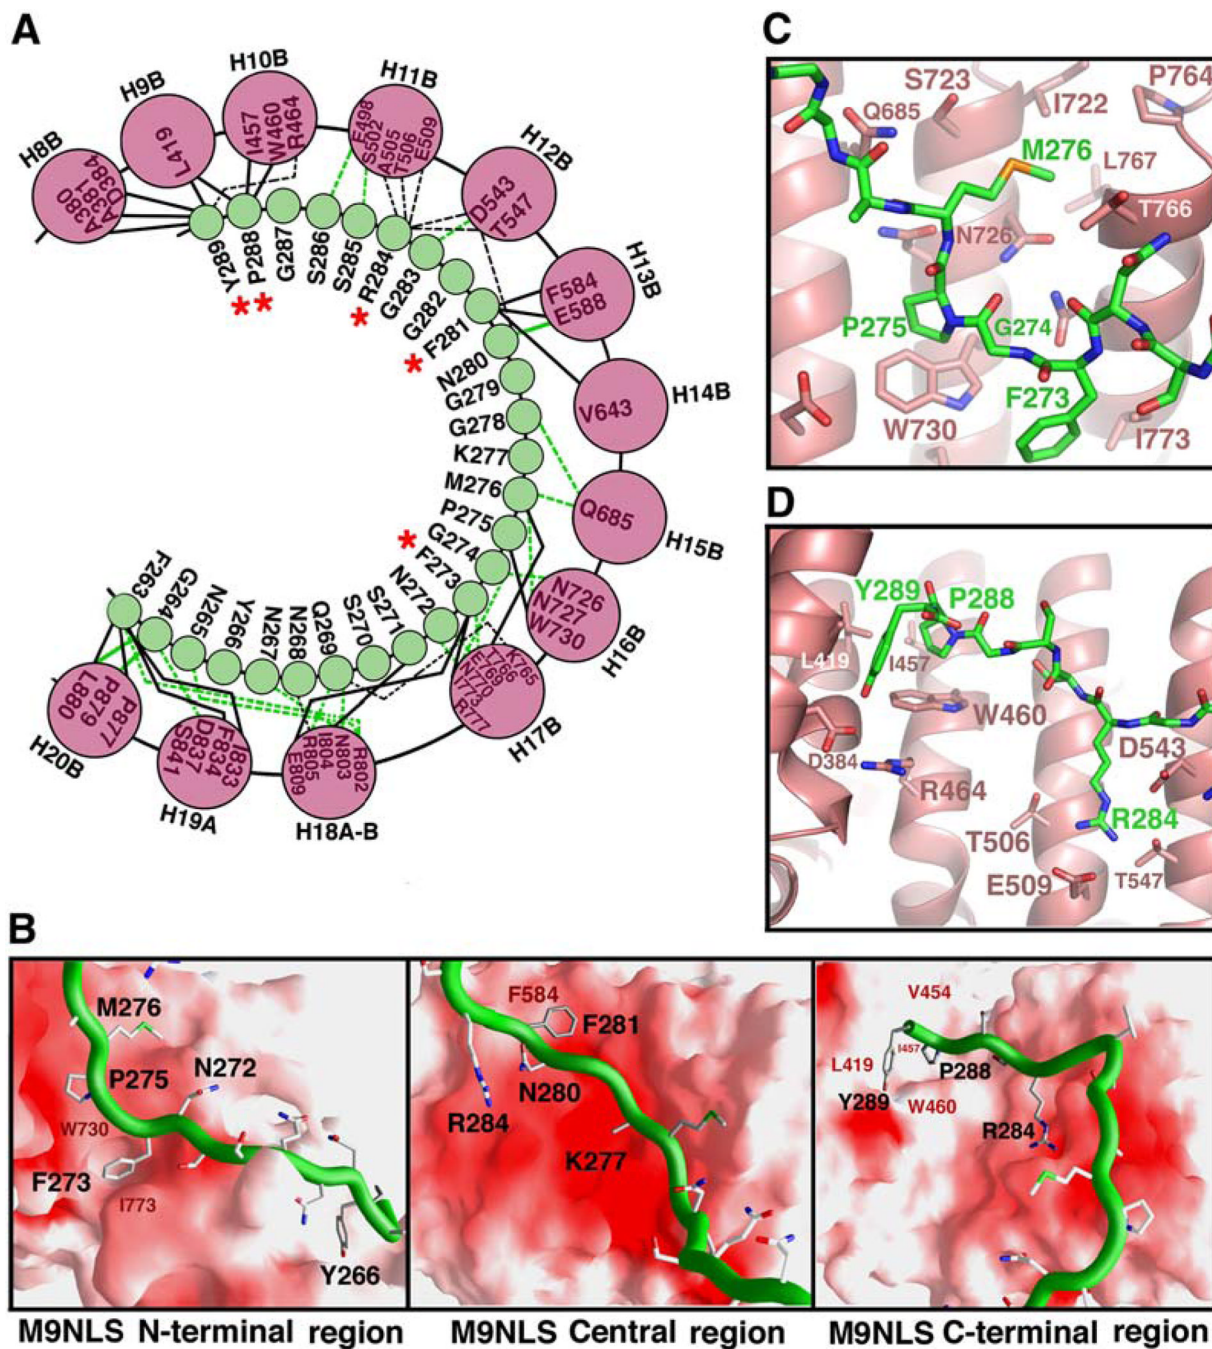 A
H8B
H9B
H10B
H11B
H12B
H13B
H14B
H15B
H16B
H17B
H18A-B
H19A
H20B
I380
A381
D384
L419
I457
W460
R464
E498
S502
A505
T506
E509
D543
T547
F584
E588
V643
Q685
N726
N727
W730
K765
T766
E769
N770
I773
R777
R802
N803
I804
R805
E809
I833
F834
D837
S841
P877
P879
L880
Y289
P288
G287
S286
S285
R284
G283
G282
F281
N280
G279
G278
K277
M276
P275
G274
F273
N272
S271
S270
Q269
N268
N267
Y266
N265
G264
F263
* * * * *
C
S723
P764
Q685
I722
M276
L767
T766
N726
P275
G274
F273
W730
I773
D
Y289
P288
L419
I457
W460
D384
R464
D543
R284
T506
E509
T547
B
M276
N272
P275
W730
F273
I773
Y266
F584
F281
N280
R284
K277
V454
L419
I457
P288
Y289
W460
R284
M9NLS N-terminal region
M9NLS Central region
M9NLS C-terminal region